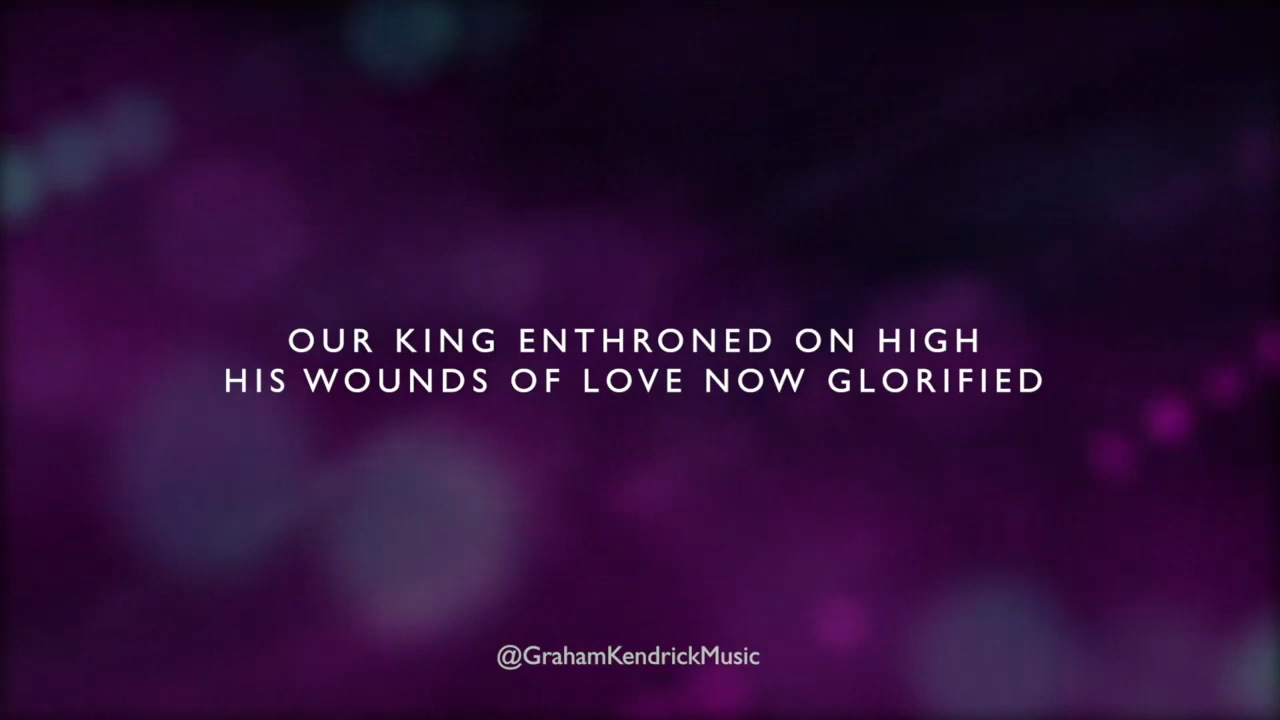 OUR KING ENTHRONED ON HIGH
HIS WOUNDS OF LOVE NOW GLORIFIED
@GrahamKendrickMusic